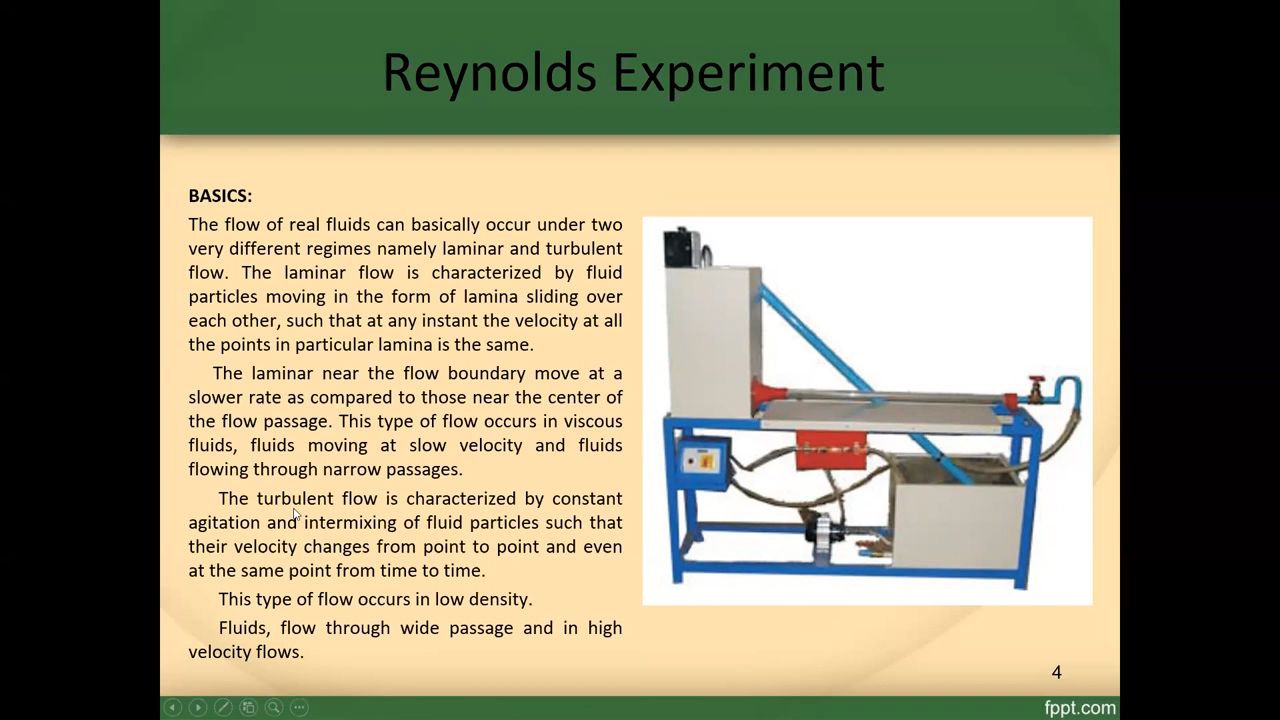 Reynolds Experiment
BASICS:
The flow of real fluids can basically occur under two
very different regimes namely laminar and turbulent
flow. The laminar flow is characterized by fluid
particles moving in the form of lamina sliding over
each other, such that at any instant the velocity at all
the points in particular lamina is the same.
The laminar near the flow boundary move at a
slower rate as compared to those near the center of
the flow passage. This type of flow occurs in viscous
fluids, fluids moving at slow velocity and fluids
flowing through narrow passages.
The turbulent flow is characterized by constant
agitation and intermixing of fluid particles such that
their velocity changes from point to point and even
at the same point from time to time.
This type of flow occurs in low density.
Fluids, flow through wide passage and in high
velocity flows.
4
fppt.com